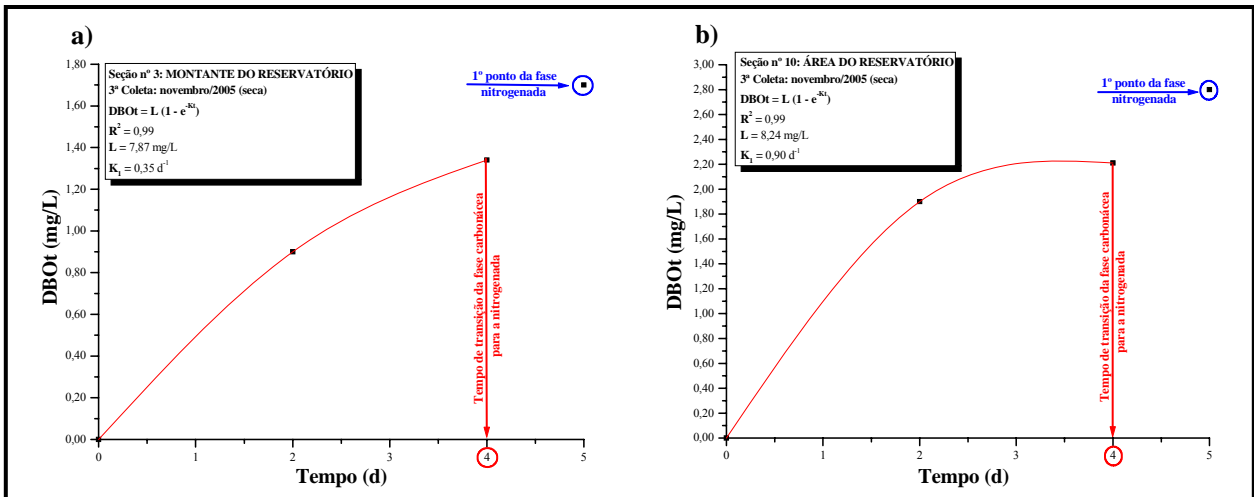 a)
Seção nº 3: MONTANTE DO RESERVATÓRIO
3ª Coleta: novembro/2005 (seca)
DBOt = L (1 - e^-Kt)
R² = 0,99
L = 7,87 mg/L
K₁ = 0,35 d⁻¹
1º ponto da fase
nitrogenada
DBOt (mg/L)
1,80
1,60
1,40
1,20
1,00
0,80
0,60
0,40
0,20
0,00
Tempo de transição da fase carbonácea
para a nitrogenada
0 1 2 3 4 5
Tempo (d)
b)
Seção nº 10: ÁREA DO RESERVATÓRIO
3ª Coleta: novembro/2005 (seca)
DBOt = L (1 - e^-Kt)
R² = 0,99
L = 8,24 mg/L
K₁ = 0,90 d⁻¹
1º ponto da fase
nitrogenada
DBOt (mg/L)
3,00
2,80
2,60
2,40
2,20
2,00
1,80
1,60
1,40
1,20
1,00
0,80
0,60
0,40
0,20
0,00
Tempo de transição da fase carbonácea
para a nitrogenada
0 1 2 3 4 5
Tempo (d)